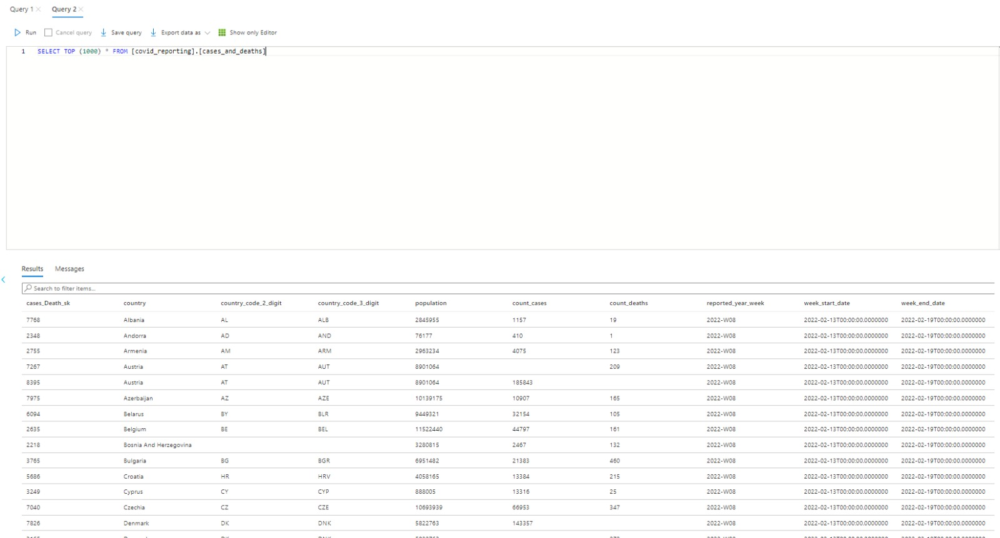 Query 1 Query 2
Run Cancel query Save query Export data as Show only Editor
1 SELECT TOP (1000) * FROM [covid_reporting].[cases_and_deaths]
Results Messages
Search to filter items...
cases_Death_sk country country_code_2_digit country_code_3_digit population count_cases count_deaths reported_year_week week_start_date week_end_date
7768 Albania AL ALB 2845955 1157 19 2022-W08 2022-02-13T00:00:00.0000000 2022-02-19T00:00:00.0000000
2348 Andorra AD AND 76177 410 1 2022-W08 2022-02-13T00:00:00.0000000 2022-02-19T00:00:00.0000000
2755 Armenia AM ARM 2963234 4075 123 2022-W08 2022-02-13T00:00:00.0000000 2022-02-19T00:00:00.0000000
7267 Austria AT AUT 8901064 209 2022-W08 2022-02-13T00:00:00.0000000 2022-02-19T00:00:00.0000000
8395 Austria AT AUT 8901064 185843 2022-W08 2022-02-13T00:00:00.0000000 2022-02-19T00:00:00.0000000
7975 Azerbaijan AZ AZE 10139175 10907 165 2022-W08 2022-02-13T00:00:00.0000000 2022-02-19T00:00:00.0000000
6094 Belarus BY BLR 9449321 32154 105 2022-W08 2022-02-13T00:00:00.0000000 2022-02-19T00:00:00.0000000
2635 Belgium BE BEL 11522440 44797 161 2022-W08 2022-02-13T00:00:00.0000000 2022-02-19T00:00:00.0000000
2218 Bosnia And Herzegovina 3280815 2467 132 2022-W08 2022-02-13T00:00:00.0000000 2022-02-19T00:00:00.0000000
3765 Bulgaria BG BGR 6951482 21383 460 2022-W08 2022-02-13T00:00:00.0000000 2022-02-19T00:00:00.0000000
5686 Croatia HR HRV 4058165 13384 215 2022-W08 2022-02-13T00:00:00.0000000 2022-02-19T00:00:00.0000000
3249 Cyprus CY CYP 888005 13316 25 2022-W08 2022-02-13T00:00:00.0000000 2022-02-19T00:00:00.0000000
7040 Czechia CZ CZE 10693939 66953 347 2022-W08 2022-02-13T00:00:00.0000000 2022-02-19T00:00:00.0000000
7826 Denmark DK DNK 5822763 143357 2022-W08 2022-02-13T00:00:00.0000000 2022-02-19T00:00:00.0000000